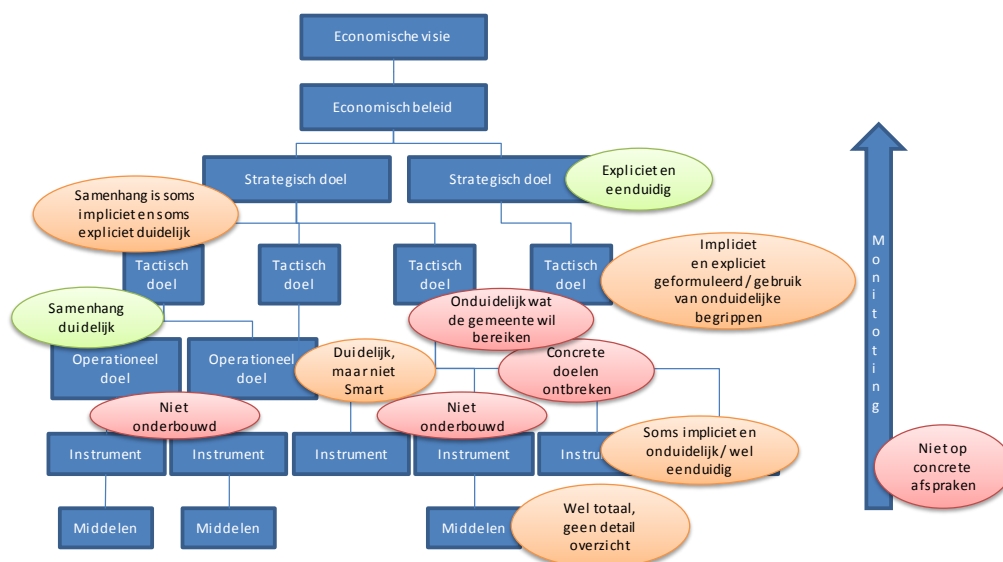 Economische visie
Economisch beleid
Strategisch doel
Strategisch doel
Expliciet en
eenduidig
Samenhang is soms
impliciet en soms
expliciet duidelijk
Tactisch
doel
Tactisch
doel
Tactisch
doel
Tactisch
doel
Impliciet
en expliciet
geformuleerd/ gebruik
van onduidelijke
begrippen
Samenhang
duidelijk
Onduidelijk wat
de gemeente wil
bereiken
Operationeel
doel
Operationeel
doel
Duidelijk,
maar niet
Smart
Concrete
doelen
ontbreken
Niet
onderbouwd
Niet
onderbouwd
Soms impliciet en
onduidelijk/ wel
eenduidig
Instrument
Instrument
Instrument
Instrument
Middelen
Middelen
Middelen
Wel totaal,
geen detail
overzicht
Monitoting
Niet op
concrete
afspraken